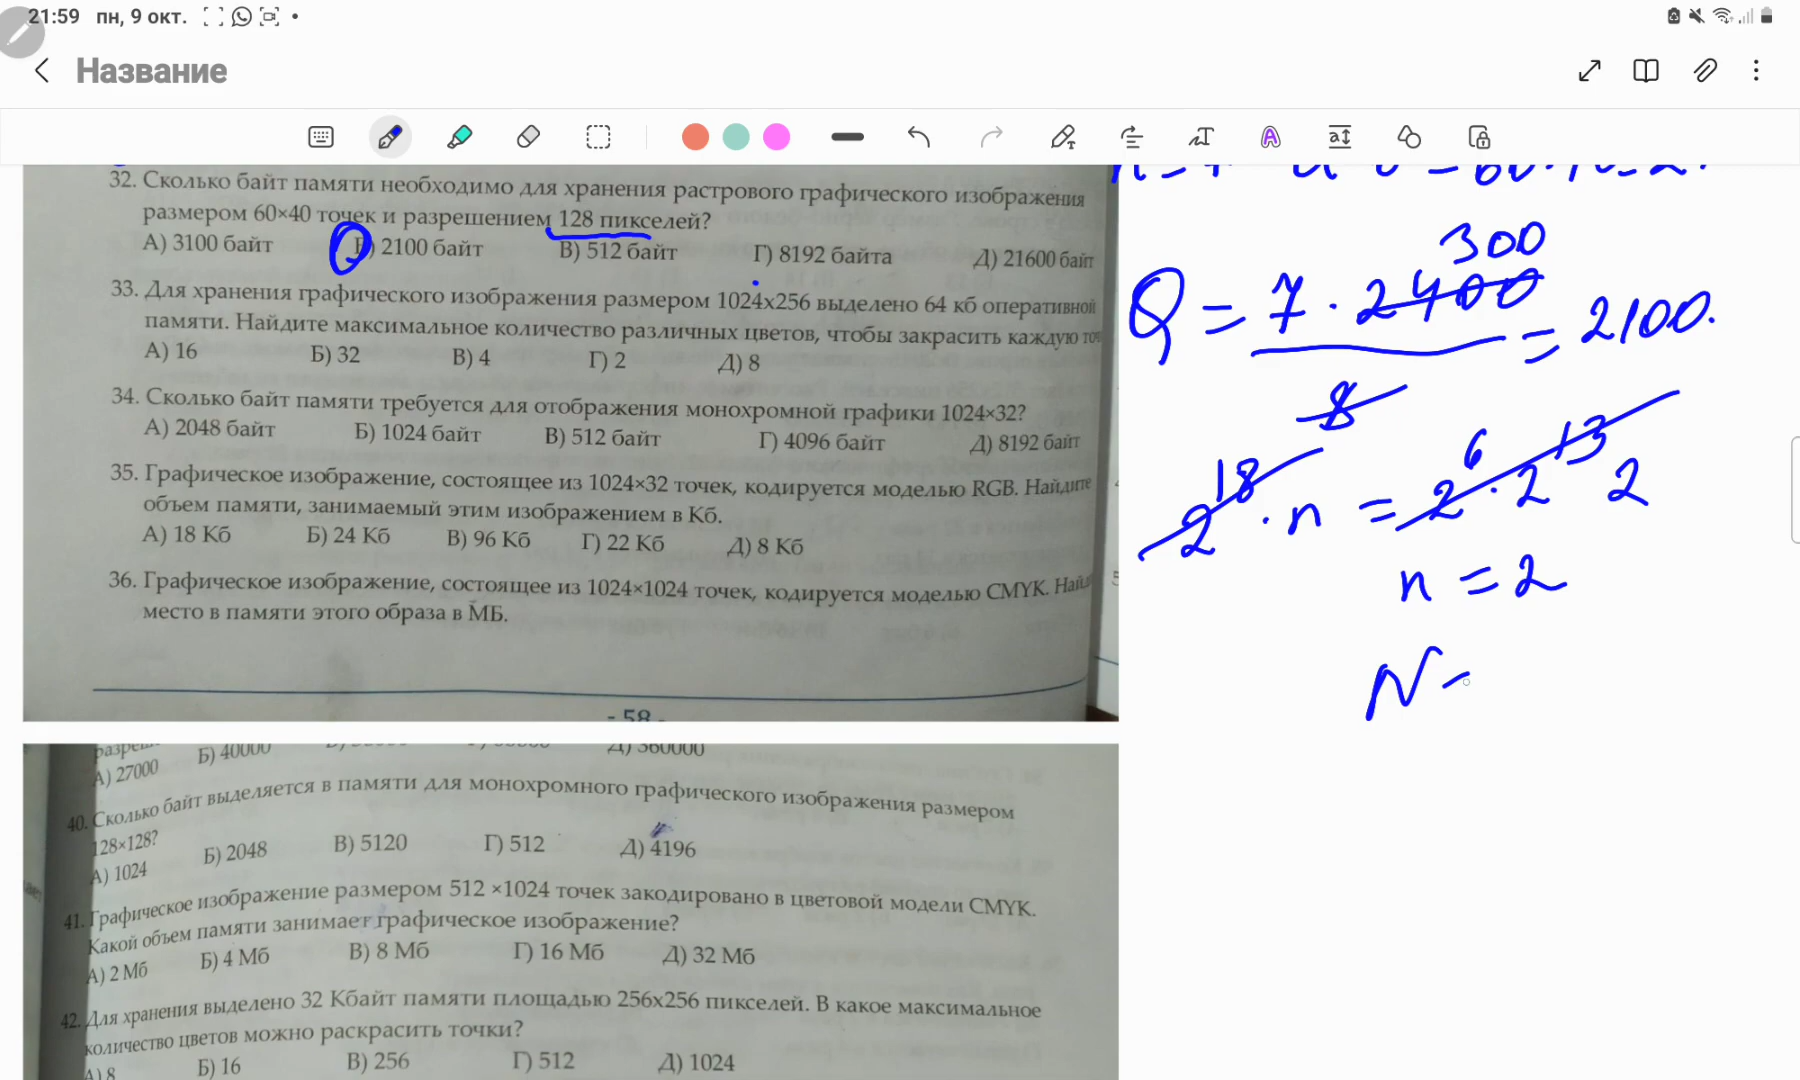 21:59 пн, 9 окт.
Название
32. Сколько байт памяти необходимо для хранения растрового графического изображения
размером 60×40 точек и разрешением 128 пикселей?
А) 3100 байт
) 2100 байт
В) 512 байт
Г) 8192 байта
Д) 21600 байт
33. Для хранения графического изображения размером 1024x256 выделено 64 кб оперативной
памяти. Найдите максимальное количество различных цветов, чтобы закрасить каждую точ
А) 16
Б) 32
В) 4
Г) 2
Д) 8
34. Сколько байт памяти требуется для отображения монохромной графики 1024×32?
А) 2048 байт
Б) 1024 байт
В) 512 байт
Г) 4096 байт
Д) 8192 байт
35. Графическое изображение, состоящее из 1024×32 точек, кодируется моделью RGB. Найдите
объем памяти, занимаемый этим изображением в Кб.
А) 18 Кб
Б) 24 Кб
В) 96 Кб
Г) 22 Кб
Д) 8 Кб
36. Графическое изображение, состоящее из 1024×1024 точек, кодируется моделью CMYK. Найд
место в памяти этого образа в МБ.
- 58 -
300
Q = 7 · 2400 = 2100.
8
2 18 · n = 2 6 · 2 13 2
n = 2
N =
А) 27000
Б) 40000
Д) 360000
40. Сколько байт выделяется в памяти для монохромного графического изображения размером
128×128?
А) 1024
Б) 2048
В) 5120
Г) 512
Д) 4196
41. Графическое изображение размером 512 ×1024 точек закодировано в цветовой модели CMYK.
Какой объем памяти занимает графическое изображение?
А) 2 Мб
Б) 4 Мб
В) 8 Мб
Г) 16 Мб
Д) 32 Мб
42. Для хранения выделено 32 Кбайт памяти площадью 256x256 пикселей. В какое максимальное
количество цветов можно раскрасить точки?
А) 8
Б) 16
В) 256
Г) 512
Д) 1024